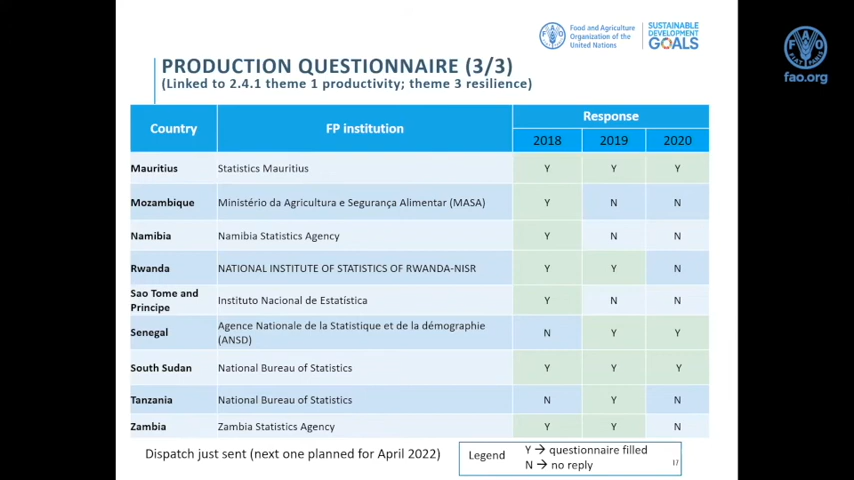 Food and Agriculture
Organization of the
United Nations
SUSTAINABLE
DEVELOPMENT
GOALS
FAO
FIAT PANIS
fao.org
PRODUCTION QUESTIONNAIRE (3/3)
(Linked to 2.4.1 theme 1 productivity; theme 3 resilience)
Country FP institution Response
2018 2019 2020
Mauritius Statistics Mauritius Y Y Y
Mozambique Ministério da Agricultura e Segurança Alimentar (MASA) Y N N
Namibia Namibia Statistics Agency Y N N
Rwanda NATIONAL INSTITUTE OF STATISTICS OF RWANDA-NISR Y Y N
Sao Tome and
Principe Instituto Nacional de Estatística Y N N
Senegal Agence Nationale de la Statistique et de la démographie
(ANSD) N Y Y
South Sudan National Bureau of Statistics Y Y Y
Tanzania National Bureau of Statistics N Y N
Zambia Zambia Statistics Agency Y Y N
Dispatch just sent (next one planned for April 2022)
Legend Y → questionnaire filled
N → no reply
17